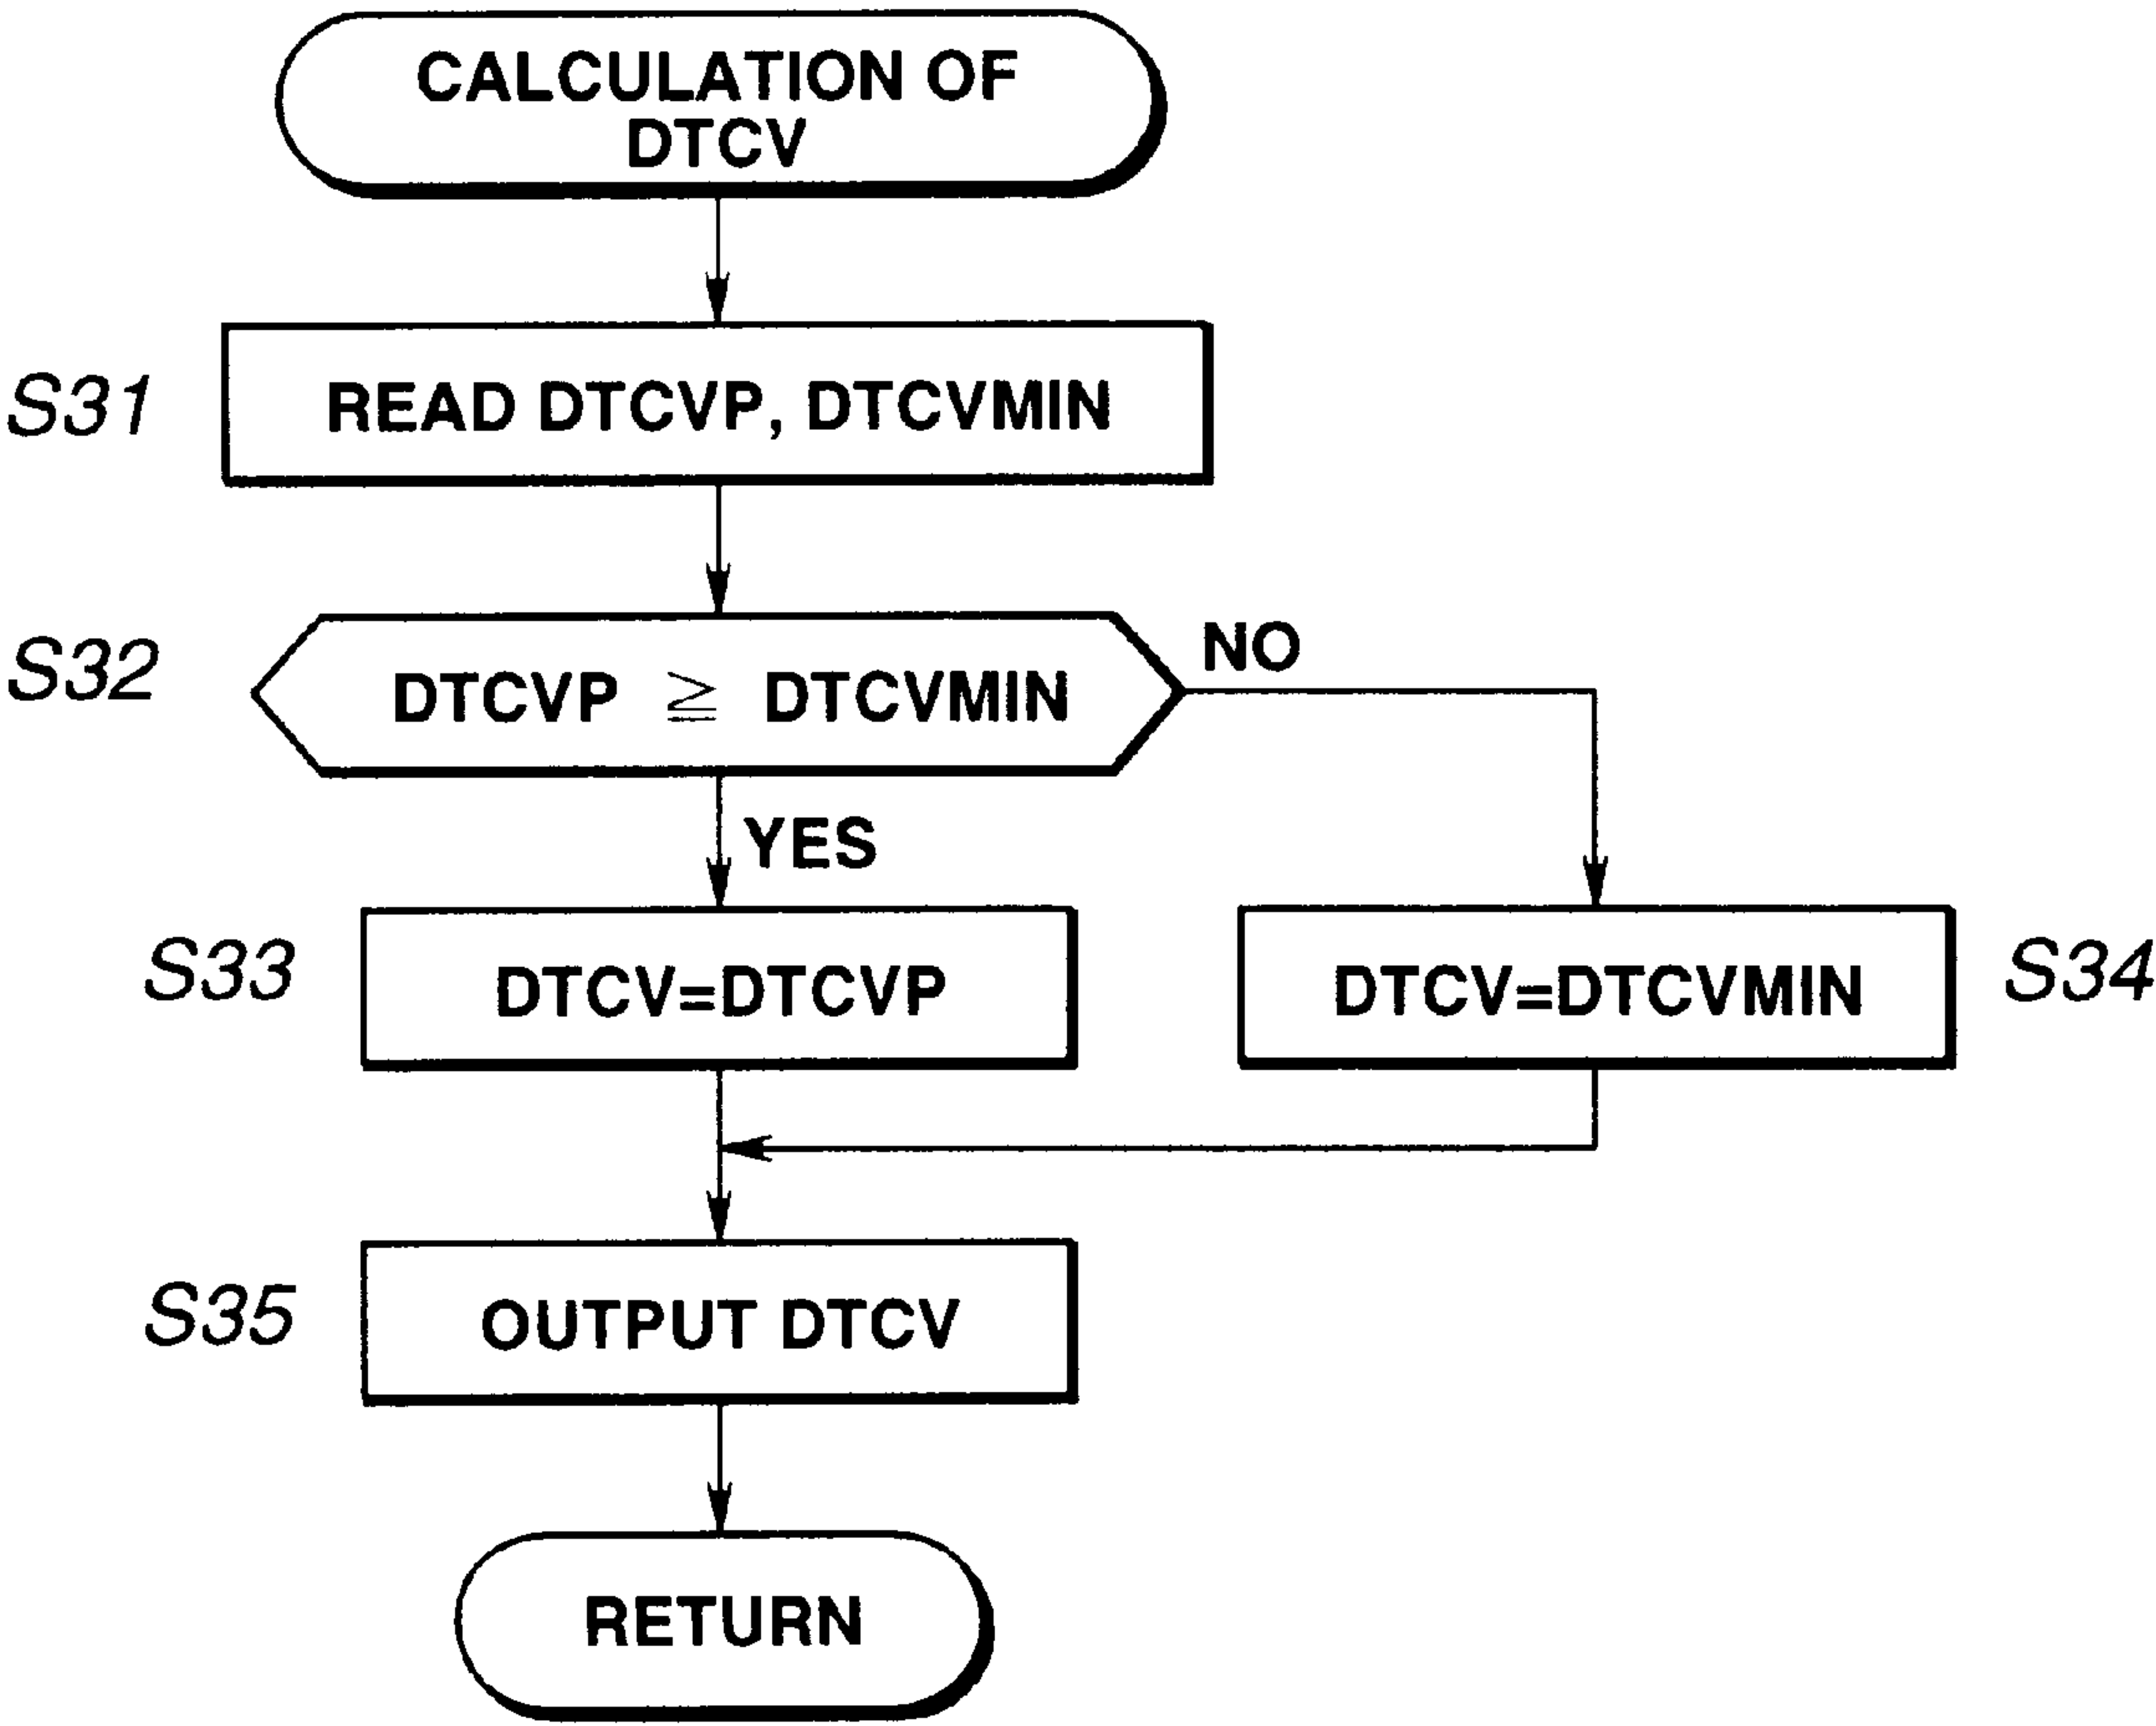 CALCULATION OF
DTCV
S31
READ DTCVP, DTCVMIN
S32
DTCVP ≧ DTCVMIN
NO
YES
S33
DTCV=DTCVP
DTCV=DTCVMIN
S34
S35
OUTPUT DTCV
RETURN